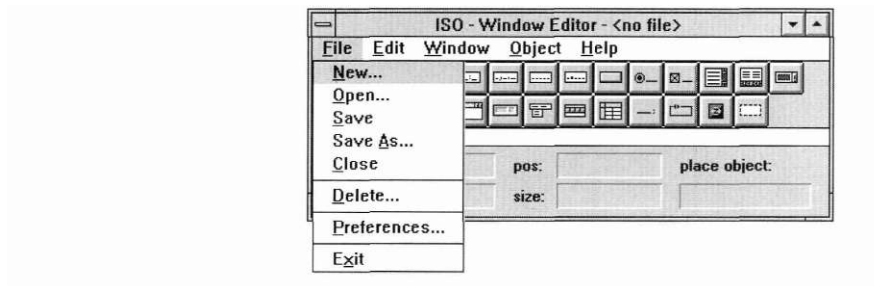 ISO - Window Editor - <no file>
File Edit Window Object Help
New...
Open...
Save
Save As...
Close
pos:
place object:
Delete...
size:
Preferences...
Exit